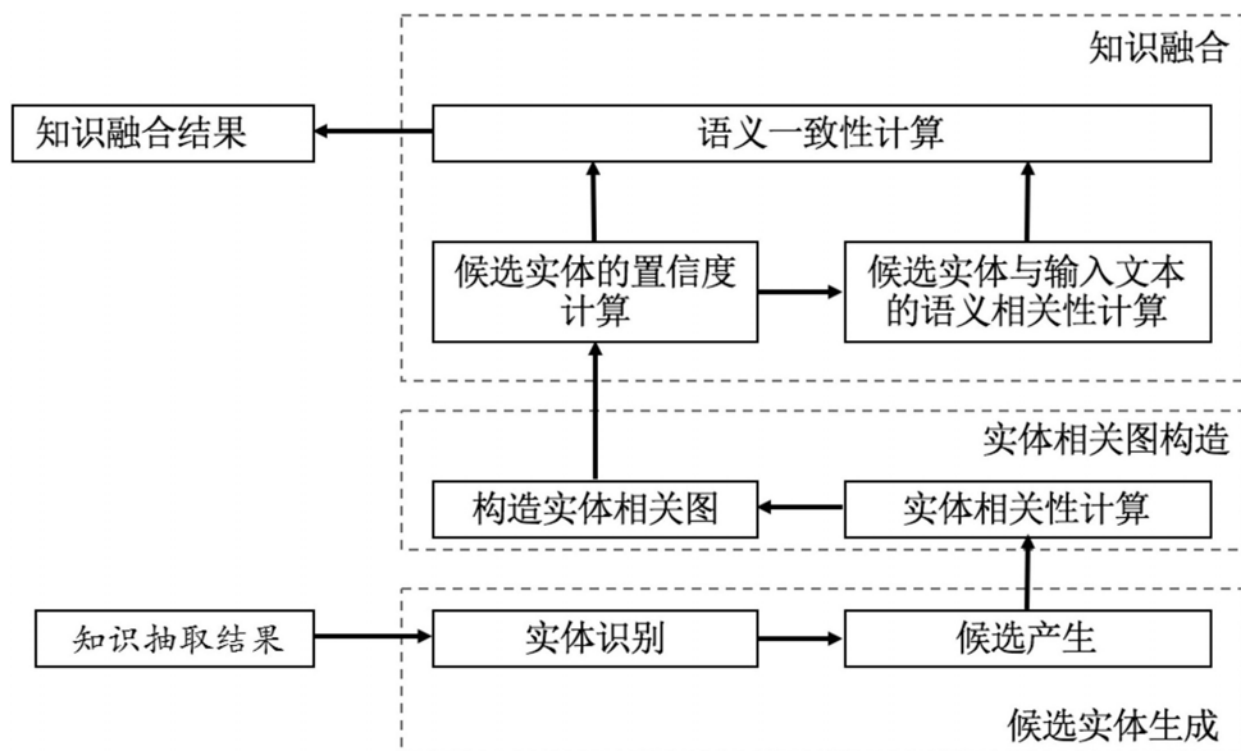 知识融合
知识融合结果
语义一致性计算
候选实体的置信度
计算
候选实体与输入文本
的语义相关性计算
实体相关图构造
构造实体相关图
实体相关性计算
知识抽取结果
实体识别
候选产生
候选实体生成